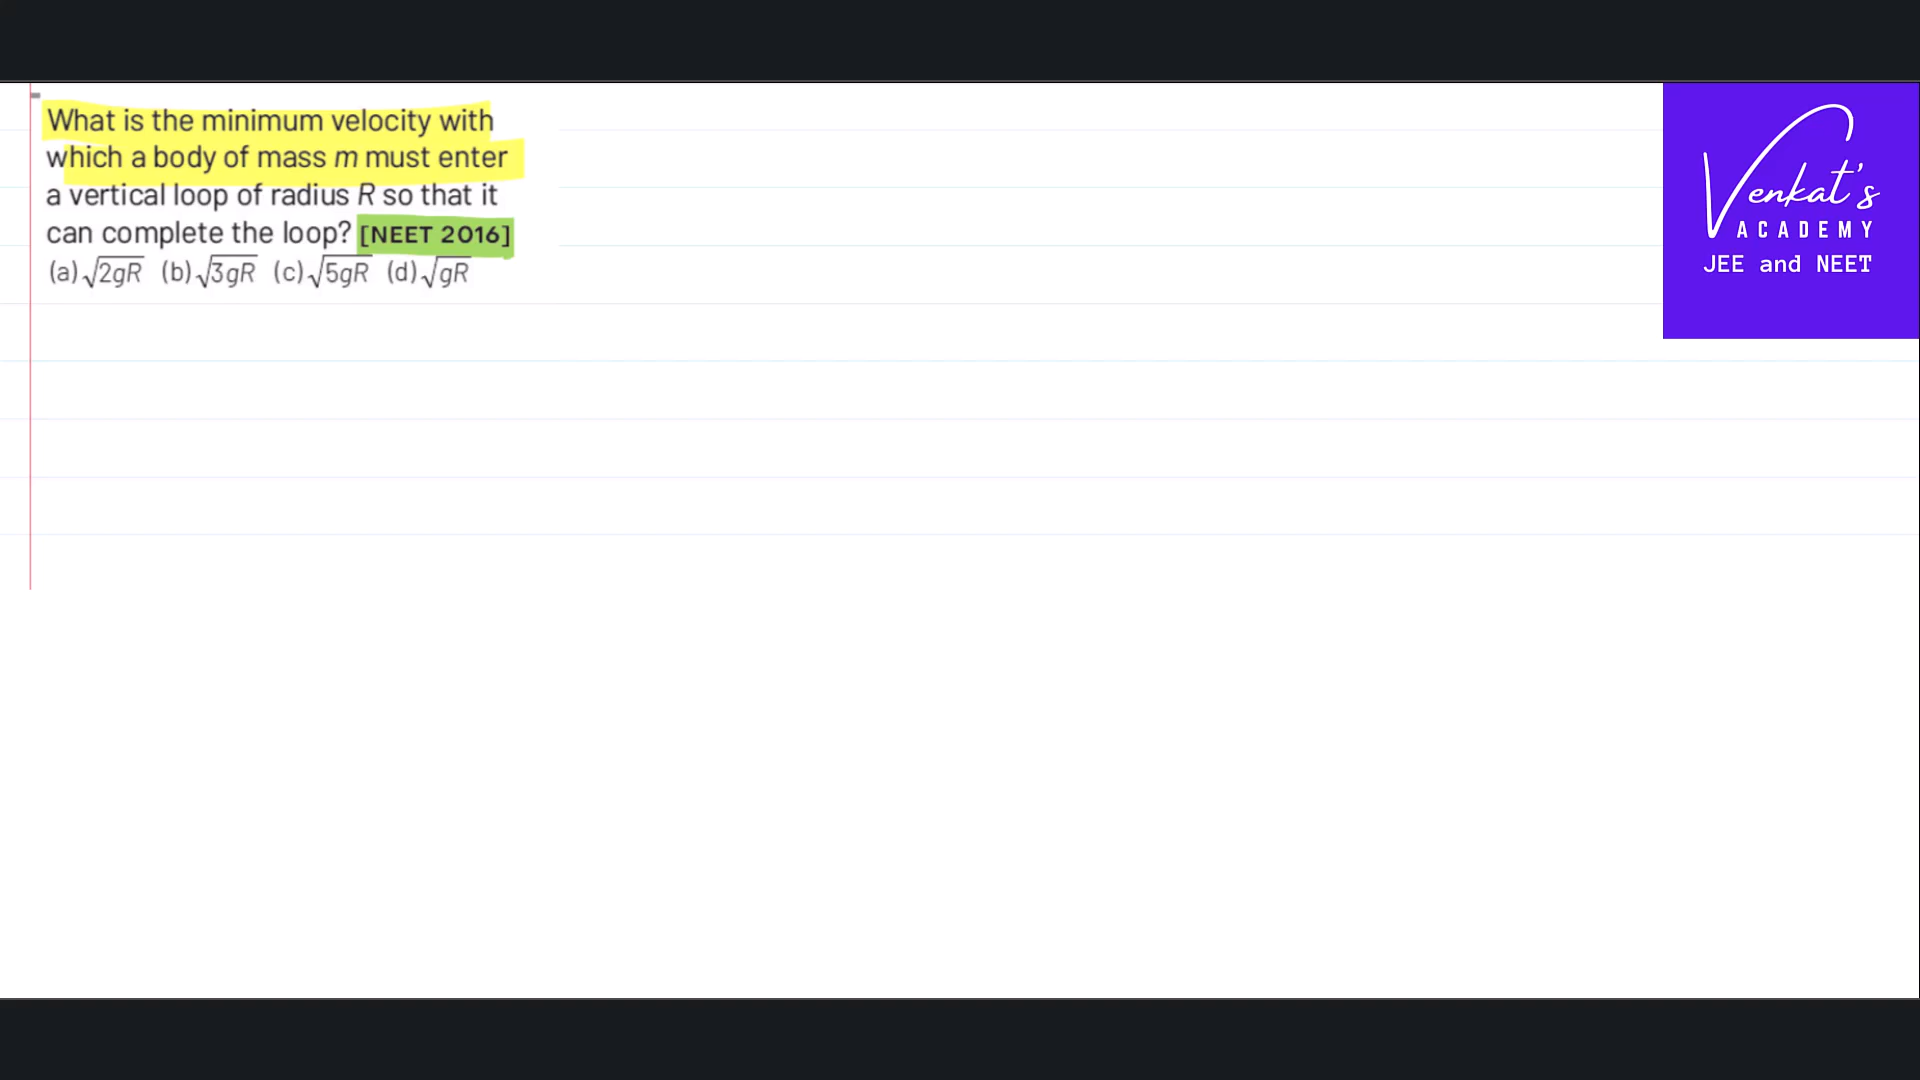 What is the minimum velocity with
which a body of mass m must enter
a vertical loop of radius R so that it
can complete the loop? [NEET 2016]
(a) √2gR (b) √3gR (c) √5gR (d) √gR
Venkat's
ACADEMY
JEE and NEET